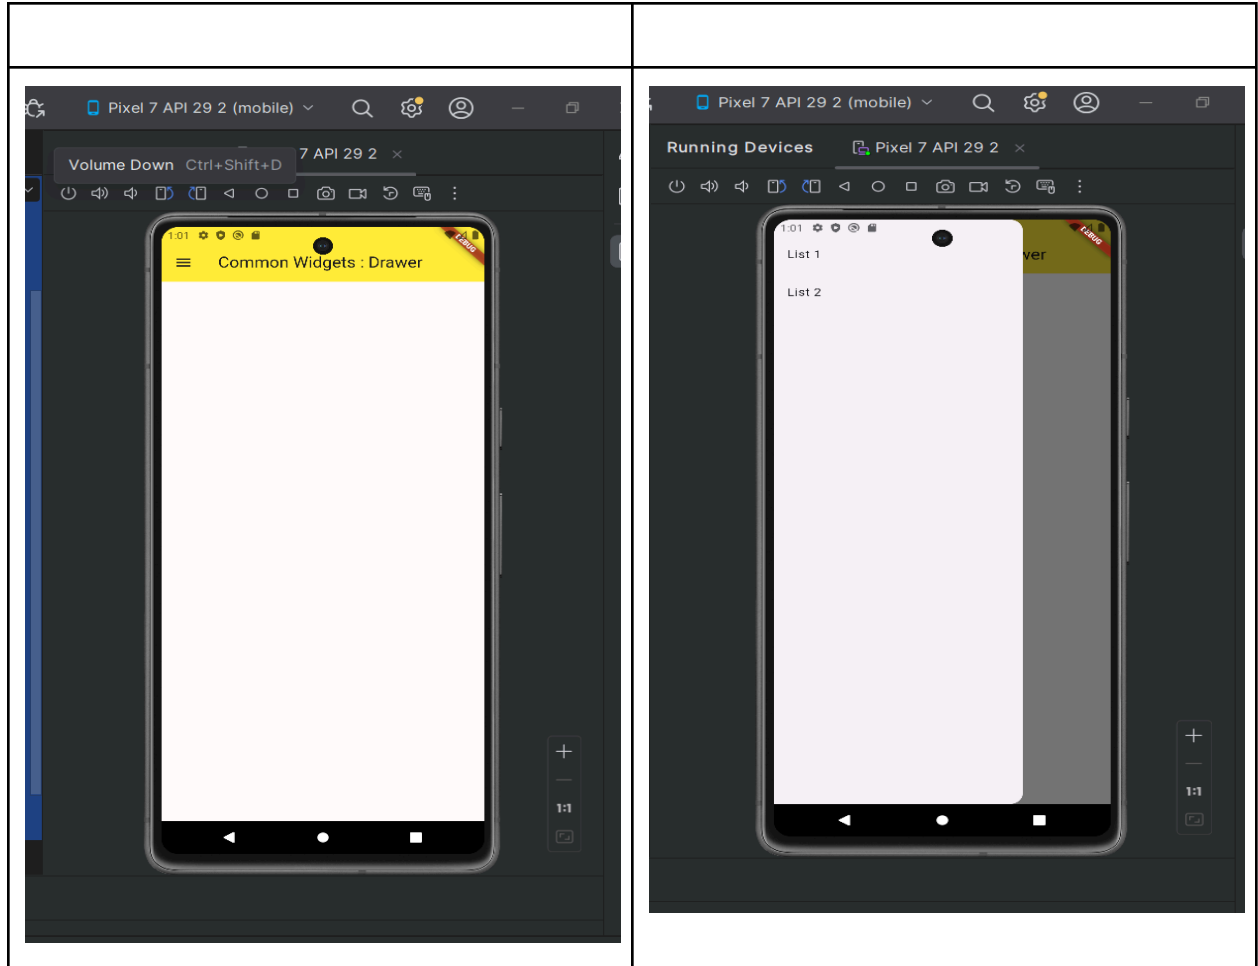 Pixel 7 API 29 2 (mobile)
Volume Down Ctrl+Shift+D
7 API 29 2
1:01
DEBUG
Common Widgets : Drawer
1:1
Pixel 7 API 29 2 (mobile)
Running Devices
Pixel 7 API 29 2
1:01
DEBUG
List 1
wer
List 2
1:1